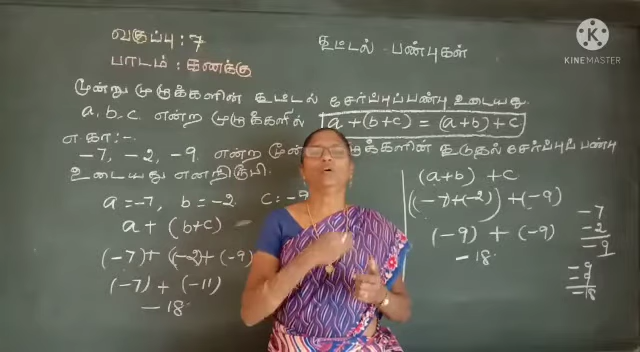 வகுப்பு : 7
கூட்டல் பண்புகள்
பாடம் : கணக்கு
K
KINEMASTER
மூன்று முழுக்களின் கூட்டல் சேர்ப்புப்பண்பு உடையது.
a, b, c என்ற முழுக்களில் a + (b+c) = (a+b)+c
எ.கா :-
-7, -2, -9. என்ற முழுக்களின் கூடுதல் சேர்ப்புப் பண்பு
உடையது என நிரூபி.
a = -7, b = -2 c : -9
a + (b+c)
(-7) + (-2) + (-9)
(-7) + (-11)
-18
(a+b) + c
((-7)+(-2)) + (-9)
(-9) + (-9)
-18
-7
-2
-9
-9
-18